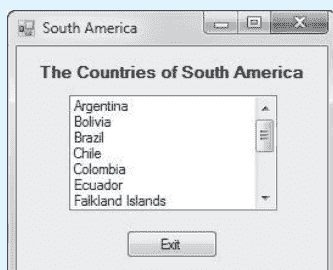 South America
The Countries of South America
Argentina
Bolivia
Brazil
Chile
Colombia
Ecuador
Falkland Islands
Exit